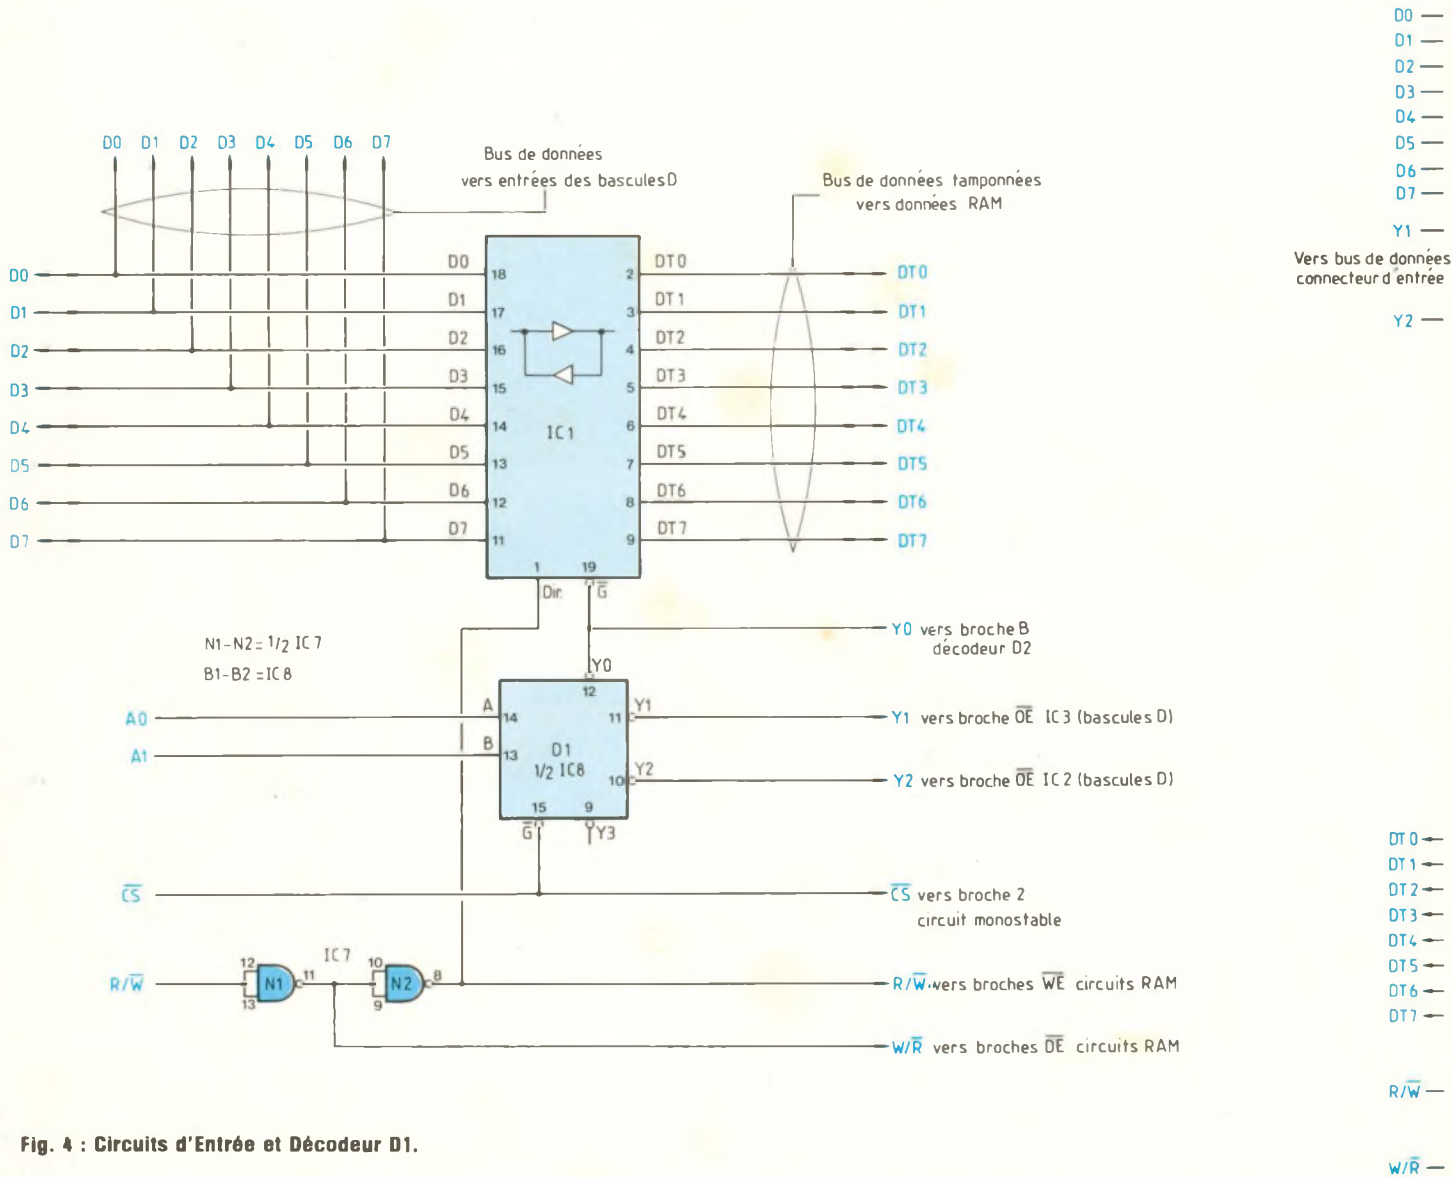 D0 D1 D2 D3 D4 D5 D6 D7
Bus de données
vers entrées des bascules D
Bus de données tamponnées
vers données RAM
D0
D1
D2
D3
D4
D5
D6
D7
D0
D1
D2
D3
D4
D5
D6
D7
18
17
16
15
14
13
12
11
IC1
2
3
4
5
6
7
8
9
DT0
DT1
DT2
DT3
DT4
DT5
DT6
DT7
DT0
DT1
DT2
DT3
DT4
DT5
DT6
DT7
1
19
Dir.
G̅
N1-N2 = 1/2 IC7
B1-B2 = IC8
Y0 vers broche B
décodeur D2
Y0
12
A0
A
14
A1
B
13
D1
1/2 IC8
11
Y1
10
Y2
15
9
G̅
Y3
Y1 vers broche O̅E̅ IC3 (bascules D)
Y2 vers broche O̅E̅ IC2 (bascules D)
C̅S̅
C̅S̅ vers broche 2
circuit monostable
R/W̅
12
13
N1
11
IC7
10
9
N2
8
R/W̅ vers broches W̅E̅ circuits RAM
W/R̅ vers broches O̅E̅ circuits RAM
Fig. 4 : Circuits d'Entrée et Décodeur D1.
D0
D1
D2
D3
D4
D5
D6
D7
Y1
Vers bus de données
connecteur d'entrée
Y2
DT0
DT1
DT2
DT3
DT4
DT5
DT6
DT7
R/W̅
W/R̅